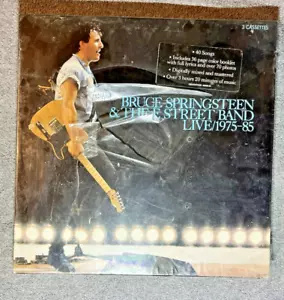 3 CASSETTES
• 40 Songs
• Includes 36-page color booklet
with full lyrics and over 70 photos
• Digitally mixed and mastered
• Over 3 hours 20 minutes of music
BRUCE SPRINGSTEEN
& THE E STREET BAND
LIVE/1975-85